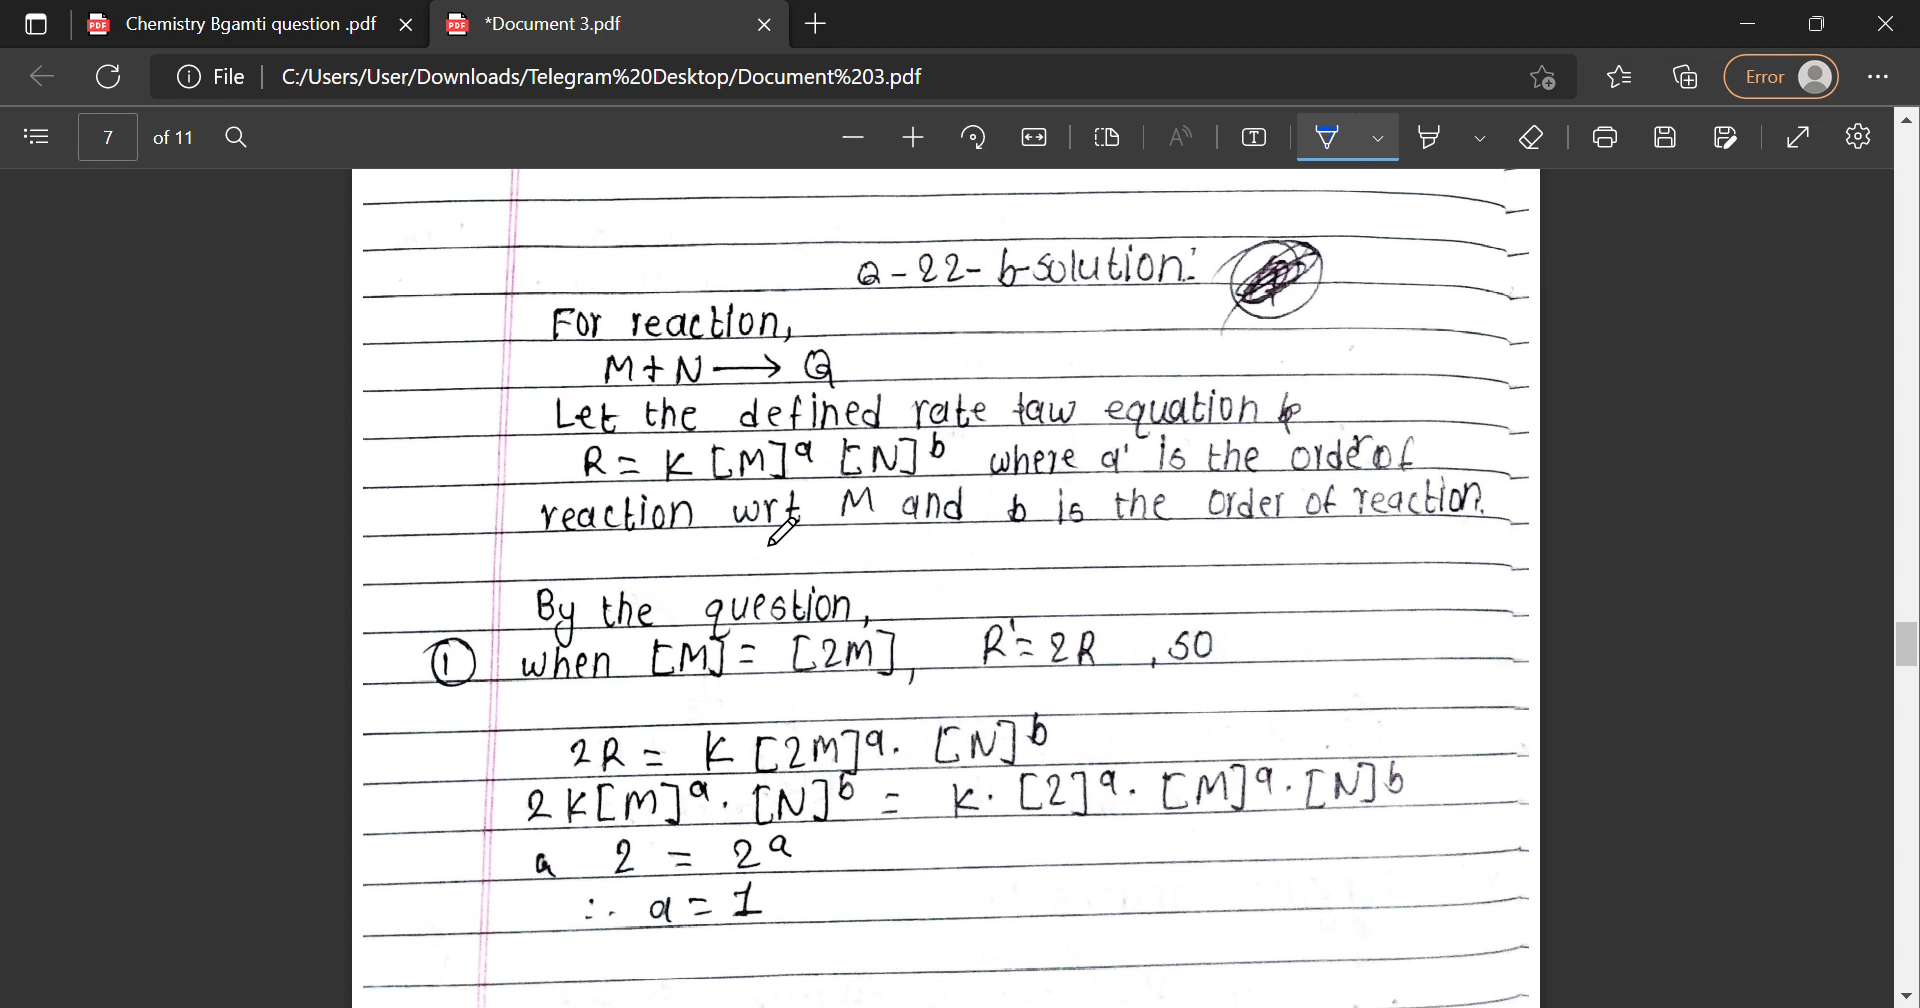 Chemistry Bgamti question .pdf
*Document 3.pdf
File
C:/Users/User/Downloads/Telegram%20Desktop/Document%203.pdf
Error
7 of 11
Q-22-b-solution:
For reaction,
M+N ⟶ Q
Let the defined rate law equation be
R = K [M]ᵃ [N]ᵇ where a' is the order of
reaction wrt M and b is the order of reaction.
By the question,
① when [M] = [2M], R' = 2R , so
2R = K [2M]ᵃ. [N]ᵇ
2K[M]ᵃ. [N]ᵇ = K. [2]ᵃ. [M]ᵃ. [N]ᵇ
a 2 = 2ᵃ
∴ a = 1